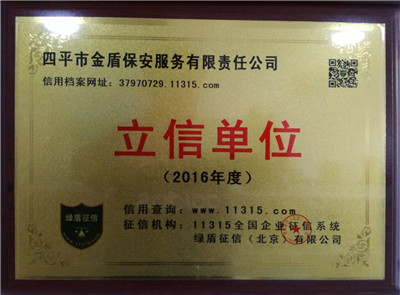 四平市金盾保安服务有限责任公司
信用档案网址：37970729.11315.com
立信单位
（2016年度）
绿盾征信
信用查询：www.11315.com
征信机构：11315全国企业征信系统
绿盾征信（北京）有限公司